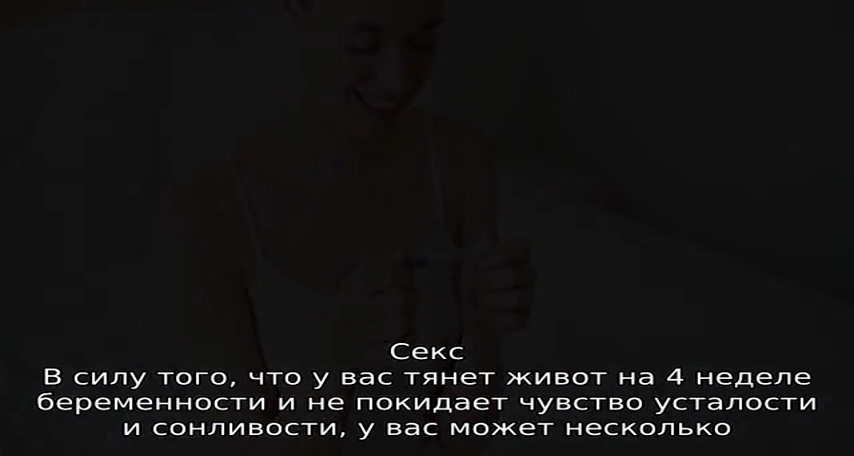 Секс
В силу того, что у вас тянет живот на 4 неделе
беременности и не покидает чувство усталости
и сонливости, у вас может несколько